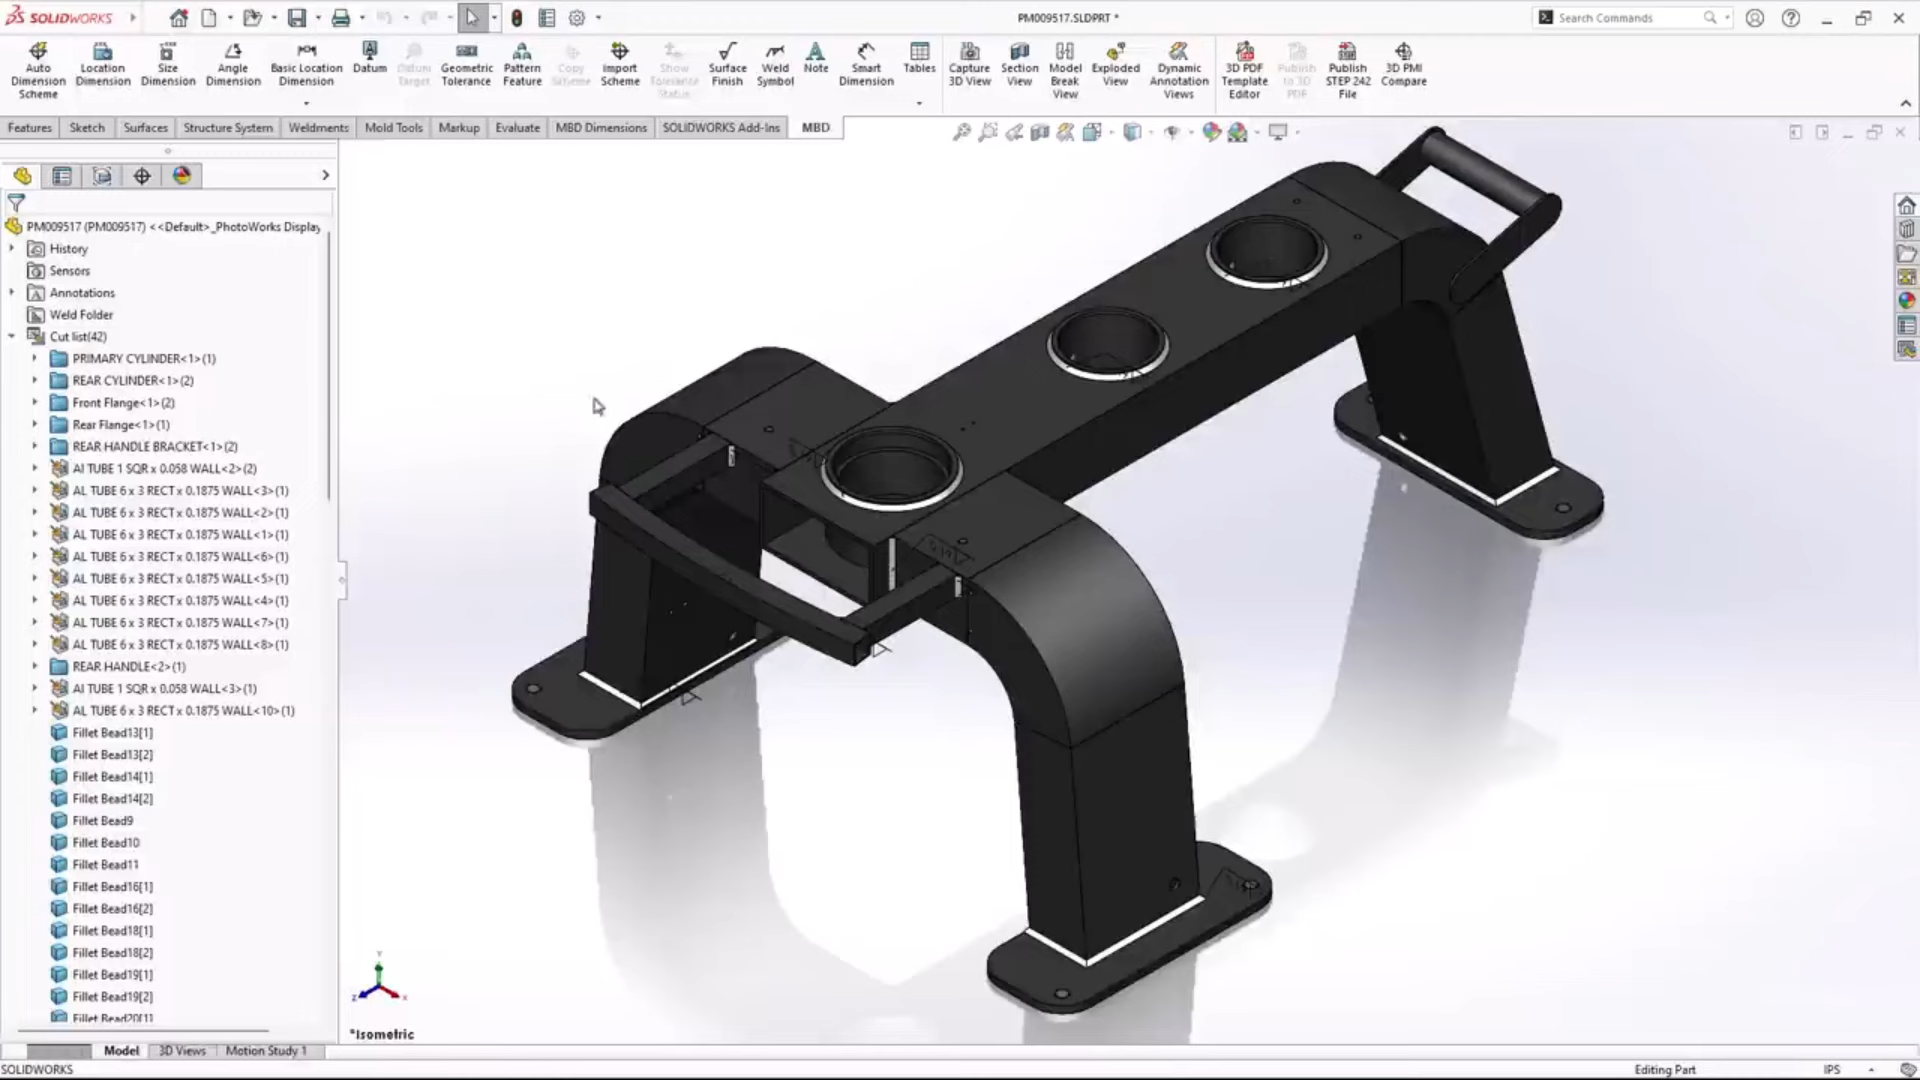 SOLIDWORKS
PM009517.SLDPRT *
Search Commands
Auto Dimension Scheme
Location Dimension
Size Dimension
Angle Dimension
Basic Location Dimension
Datum
Datum Target
Geometric Tolerance
Pattern Feature
Copy Scheme
Import Scheme
Show Tolerance Status
Surface Finish
Weld Symbol
Note
Smart Dimension
Tables
Capture 3D View
Section View
Model Break View
Exploded View
Dynamic Annotation Views
3D PDF Template Editor
Publish to 3D PDF
Publish STEP 242 File
3D PMI Compare
Features Sketch Surfaces Structure System Weldments Mold Tools Markup Evaluate MBD Dimensions SOLIDWORKS Add-Ins MBD
PM009517 (PM009517) <<Default>_PhotoWorks Display
History
Sensors
Annotations
Weld Folder
Cut list(42)
PRIMARY CYLINDER<1>(1)
REAR CYLINDER<1>(2)
Front Flange<1>(2)
Rear Flange<1>(1)
REAR HANDLE BRACKET<1>(2)
Al TUBE 1 SQR x 0.058 WALL<2>(2)
AL TUBE 6 x 3 RECT x 0.1875 WALL<3>(1)
AL TUBE 6 x 3 RECT x 0.1875 WALL<2>(1)
AL TUBE 6 x 3 RECT x 0.1875 WALL<1>(1)
AL TUBE 6 x 3 RECT x 0.1875 WALL<6>(1)
AL TUBE 6 x 3 RECT x 0.1875 WALL<5>(1)
AL TUBE 6 x 3 RECT x 0.1875 WALL<4>(1)
AL TUBE 6 x 3 RECT x 0.1875 WALL<7>(1)
AL TUBE 6 x 3 RECT x 0.1875 WALL<8>(1)
REAR HANDLE<2>(1)
Al TUBE 1 SQR x 0.058 WALL<3>(1)
AL TUBE 6 x 3 RECT x 0.1875 WALL<10>(1)
Fillet Bead13[1]
Fillet Bead13[2]
Fillet Bead14[1]
Fillet Bead14[2]
Fillet Bead9
Fillet Bead10
Fillet Bead11
Fillet Bead16[1]
Fillet Bead16[2]
Fillet Bead18[1]
Fillet Bead18[2]
Fillet Bead19[1]
Fillet Bead19[2]
Fillet Bead20[1]
Y
Z
X
*Isometric
Model 3D Views Motion Study 1
SOLIDWORKS
Editing Part
IPS